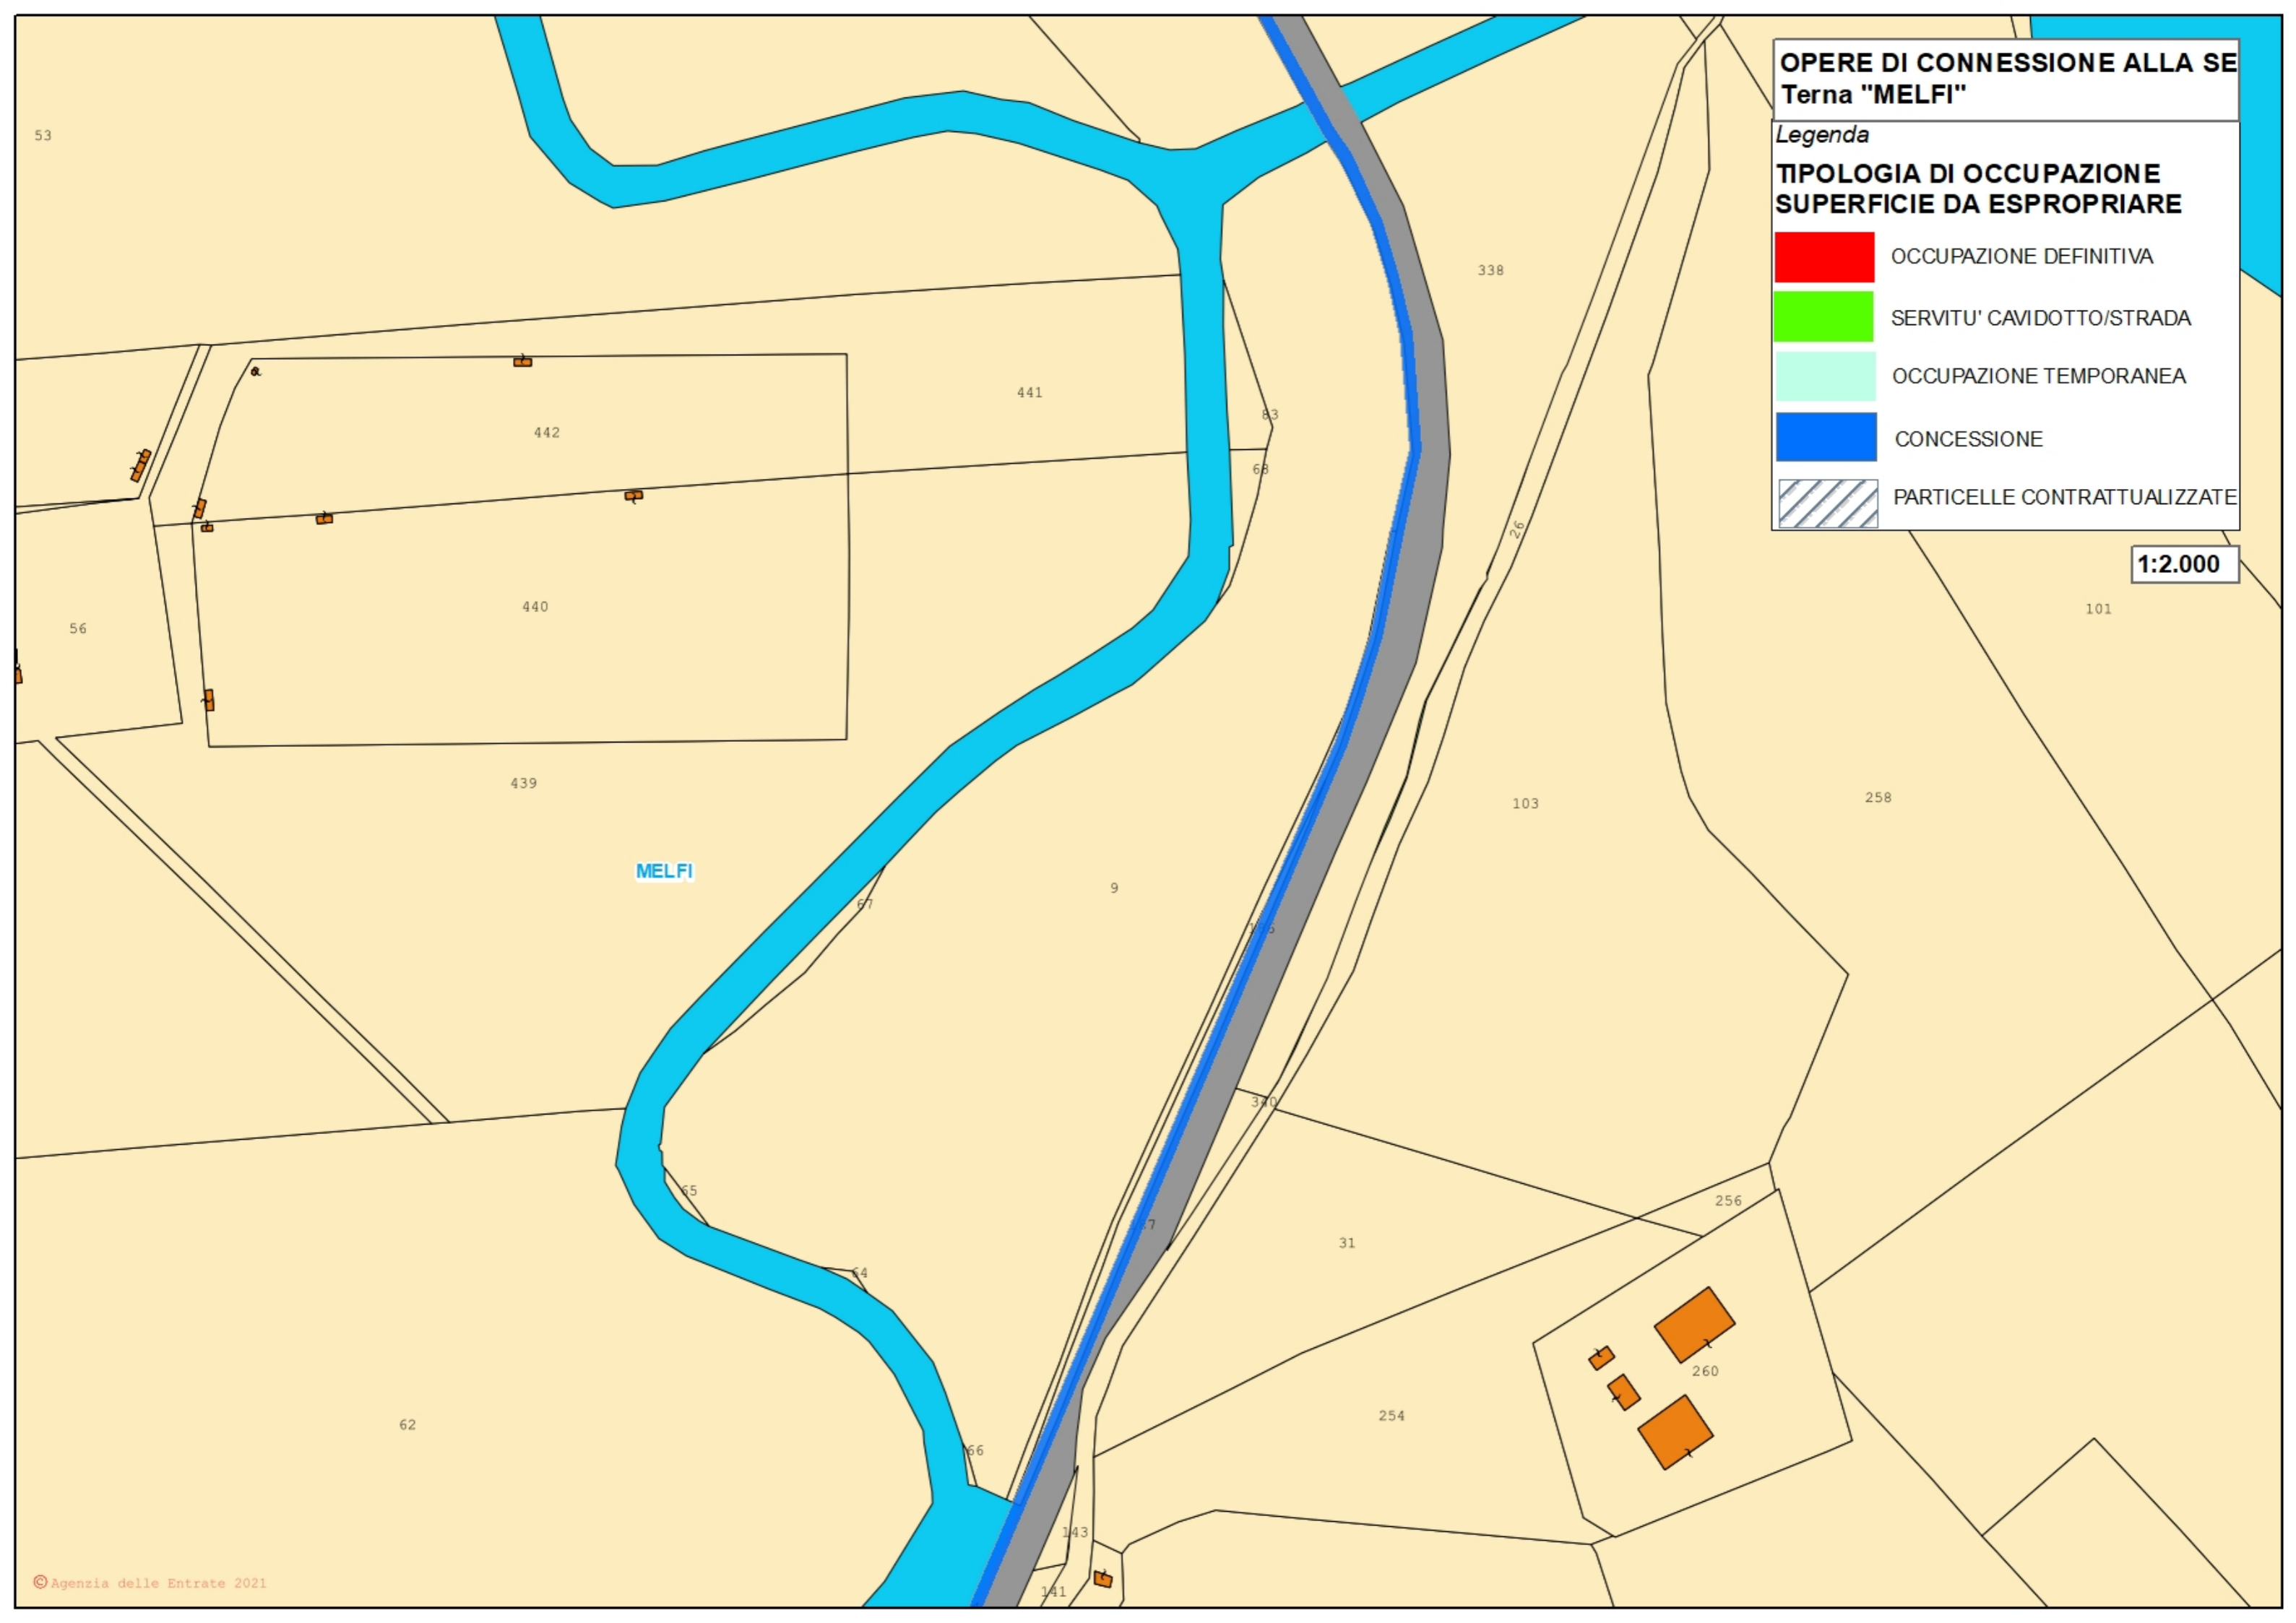 OPERE DI CONNESSIONE ALLA SE
Terna "MELFI"
Legenda
TIPOLOGIA DI OCCUPAZIONE
SUPERFICIE DA ESPROPRIARE
OCCUPAZIONE DEFINITIVA
SERVITU' CAVIDOTTO/STRADA
OCCUPAZIONE TEMPORANEA
CONCESSIONE
PARTICELLE CONTRATTUALIZZATE
1:2.000
53
338
441
83
442
68
26
440
101
56
439
258
103
MELFI
9
67
340
65
256
31
64
260
254
62
66
143
© Agenzia delle Entrate 2021
141